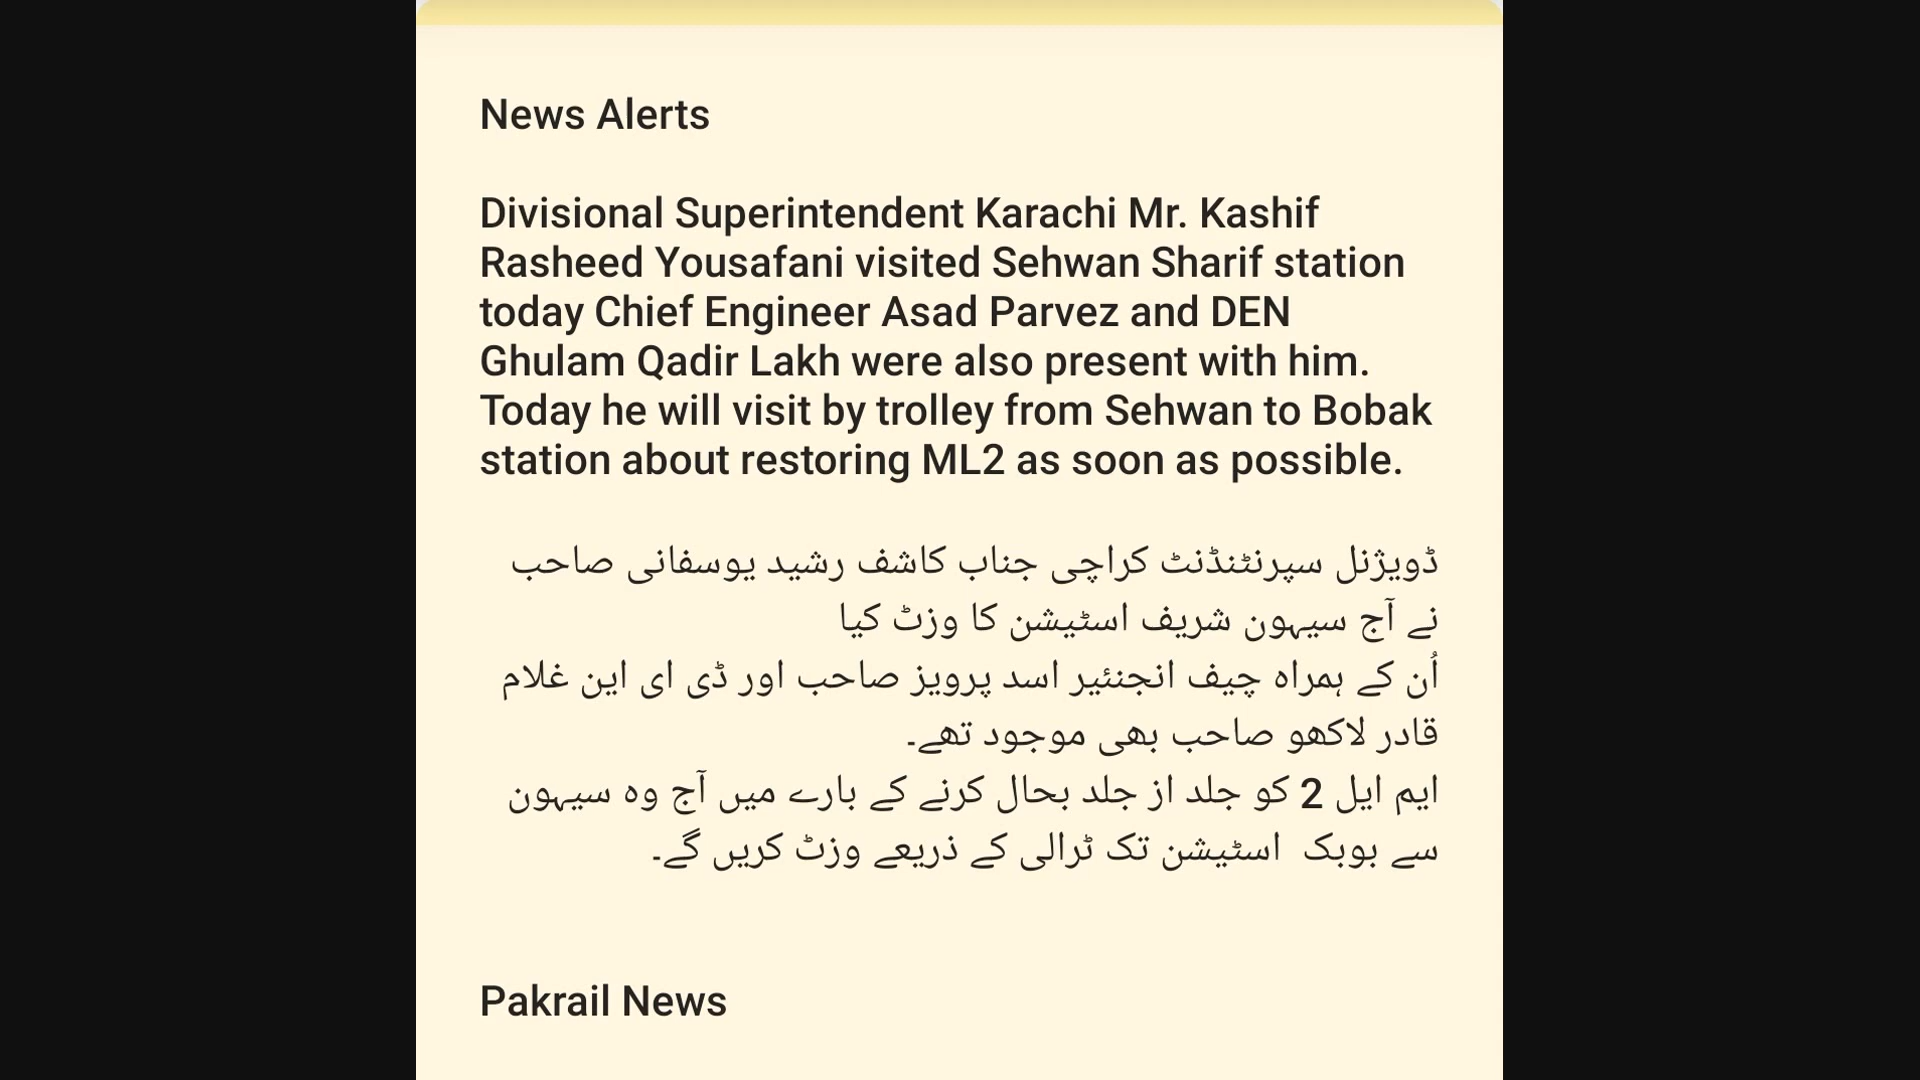 News Alerts
Divisional Superintendent Karachi Mr. Kashif
Rasheed Yousafani visited Sehwan Sharif station
today Chief Engineer Asad Parvez and DEN
Ghulam Qadir Lakh were also present with him.
Today he will visit by trolley from Sehwan to Bobak
station about restoring ML2 as soon as possible.
ڈویژنل سپرنٹنڈنٹ کراچی جناب کاشف رشید یوسفانی صاحب
نے آج سیہون شریف اسٹیشن کا وزٹ کیا
اُن کے ہمراہ چیف انجنئیر اسد پرویز صاحب اور ڈی ای این غلام
قادر لاکھو صاحب بھی موجود تھے۔
ایم ایل 2 کو جلد از جلد بحال کرنے کے بارے میں آج وہ سیہون
سے بوبک  اسٹیشن تک ٹرالی کے ذریعے وزٹ کریں گے۔
Pakrail News